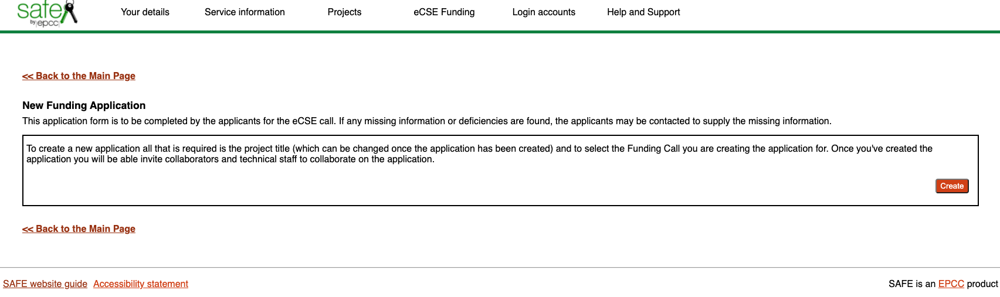 safe
by epcc
Your details Service information Projects eCSE Funding Login accounts Help and Support
<< Back to the Main Page
New Funding Application
This application form is to be completed by the applicants for the eCSE call. If any missing information or deficiencies are found, the applicants may be contacted to supply the missing information.
To create a new application all that is required is the project title (which can be changed once the application has been created) and to select the Funding Call you are creating the application for. Once you've created the
application you will be able invite collaborators and technical staff to collaborate on the application.
Create
<< Back to the Main Page
SAFE website guide Accessibility statement SAFE is an EPCC product